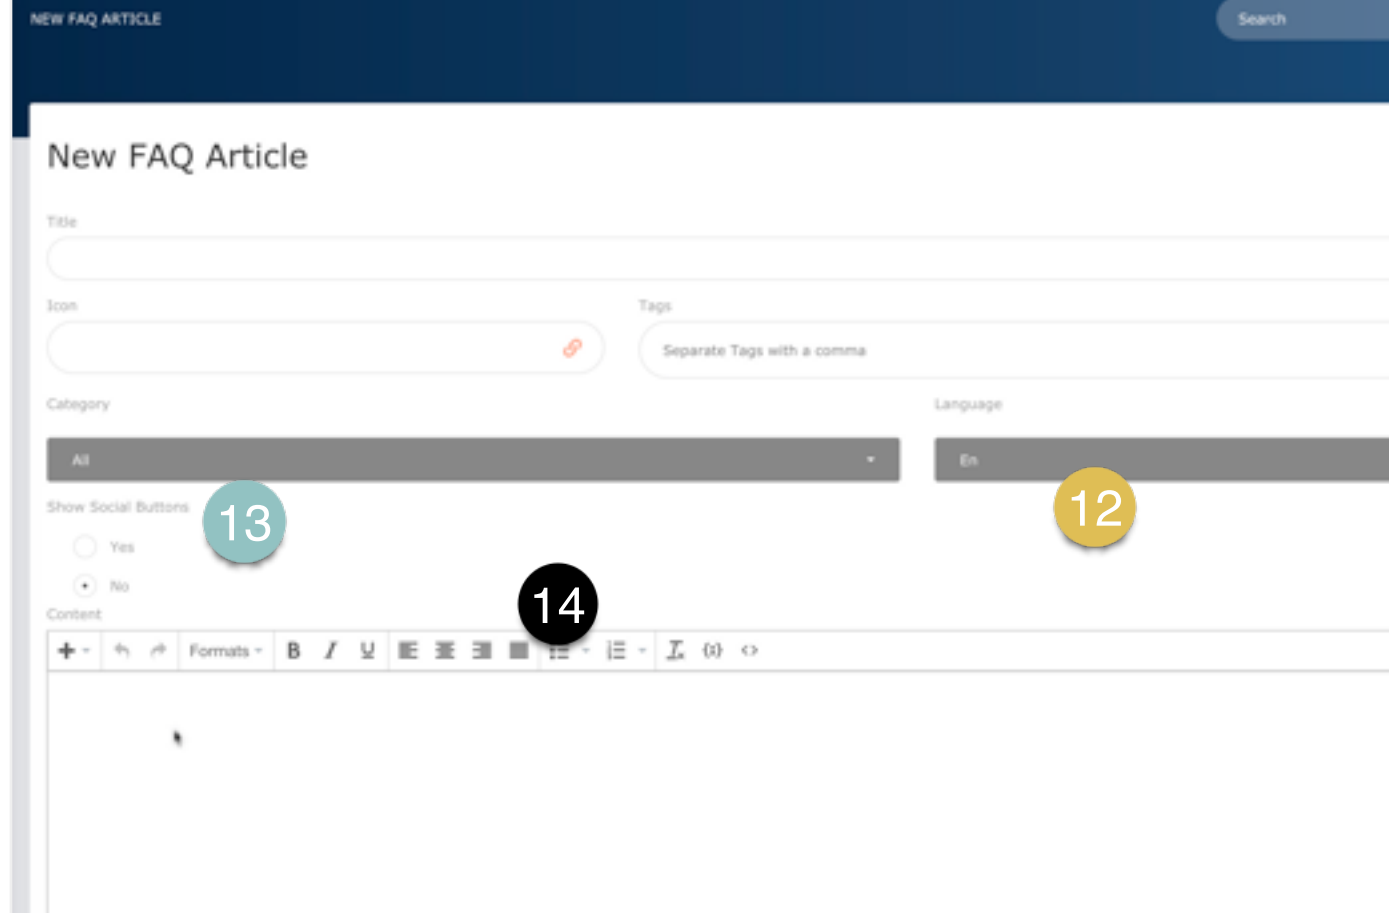 NEW FAQ ARTICLE
Search
New FAQ Article
Title
Icon
Tags
Separate Tags with a comma
Category
Language
All
En
12
Show Social Buttons
13
Yes
No
14
Content
Formats
B I U